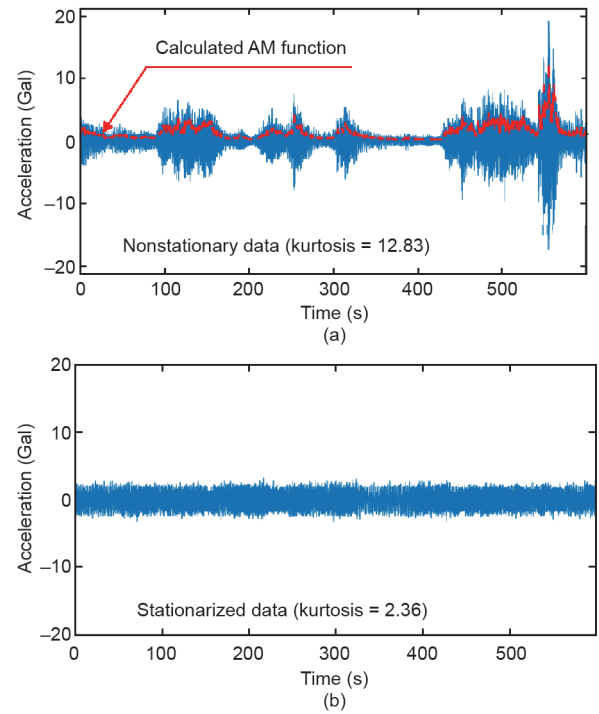 20
Calculated AM function
10
0
Acceleration (Gal)
–10
Nonstationary data (kurtosis = 12.83)
–20
0 100 200 300 400 500
Time (s)
(a)
20
10
0
Acceleration (Gal)
–10
Stationarized data (kurtosis = 2.36)
–20
0 100 200 300 400 500
Time (s)
(b)